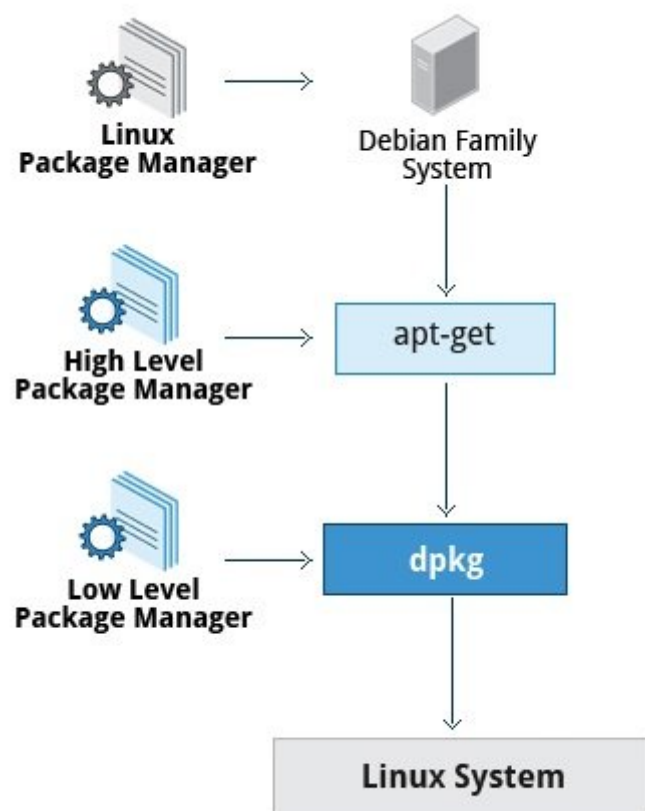 Linux
Package Manager
Debian Family
System
High Level
Package Manager
apt-get
Low Level
Package Manager
dpkg
Linux System